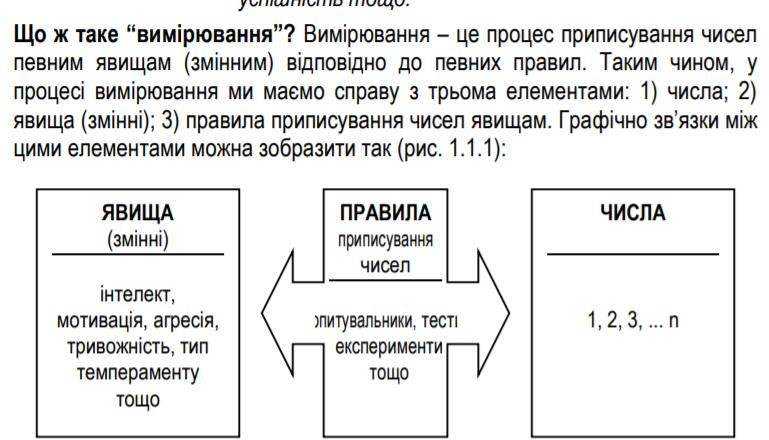 успішність тощо.
Що ж таке “вимірювання”? Вимірювання – це процес приписування чисел
певним явищам (змінним) відповідно до певних правил. Таким чином, у
процесі вимірювання ми маємо справу з трьома елементами: 1) числа; 2)
явища (змінні); 3) правила приписування чисел явищам. Графічно зв’язки між
цими елементами можна зобразити так (рис. 1.1.1):
ЯВИЩА
(змінні)
інтелект,
мотивація, агресія,
тривожність, тип
темпераменту
тощо
ПРАВИЛА
приписування
чисел
опитувальники, тести
експерименти
тощо
ЧИСЛА
1, 2, 3, ... n